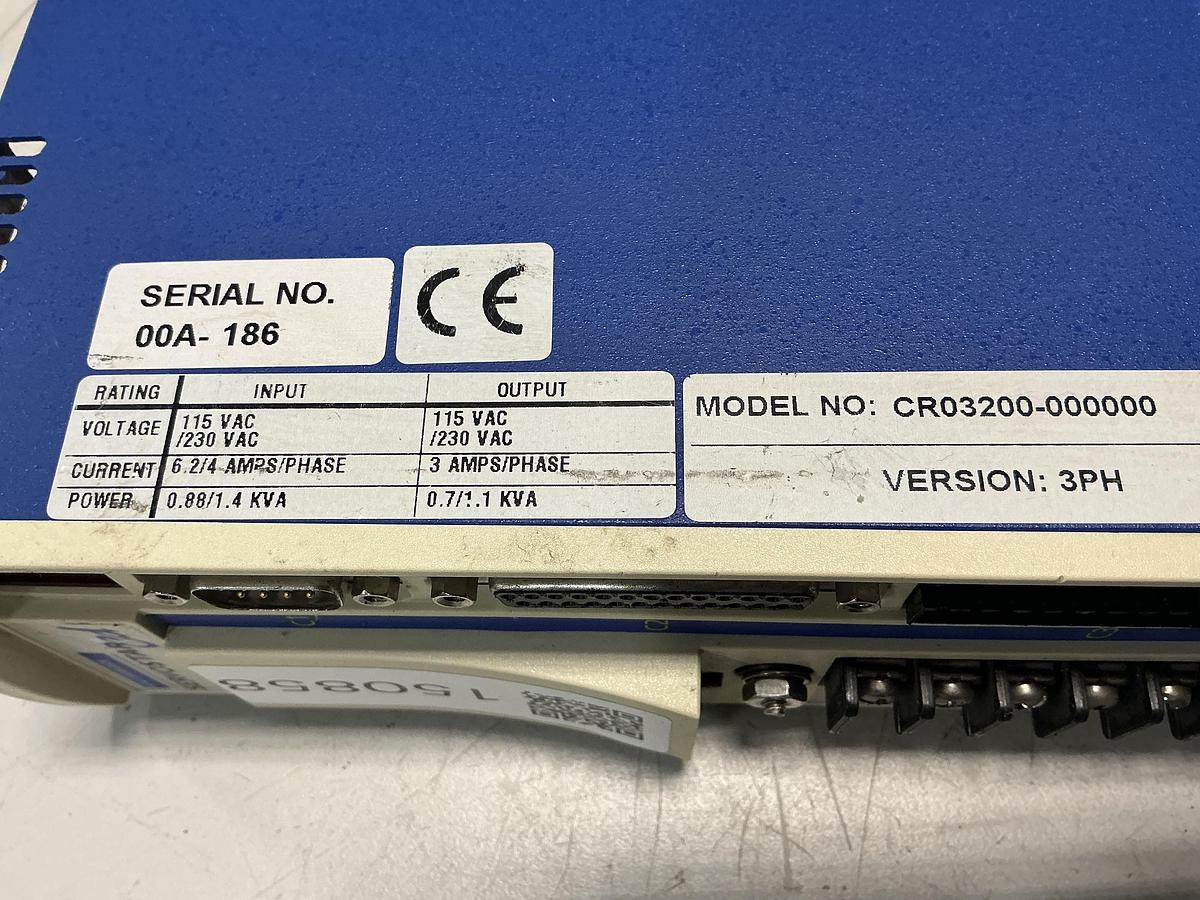 SERIAL NO.
00A- 186
CE
RATING INPUT OUTPUT
VOLTAGE 115 VAC /230 VAC 115 VAC /230 VAC
CURRENT 6.2/4 AMPS/PHASE 3 AMPS/PHASE
POWER 0.88/1.4 KVA 0.7/1.1 KVA
MODEL NO: CR03200-000000
VERSION: 3PH
150858